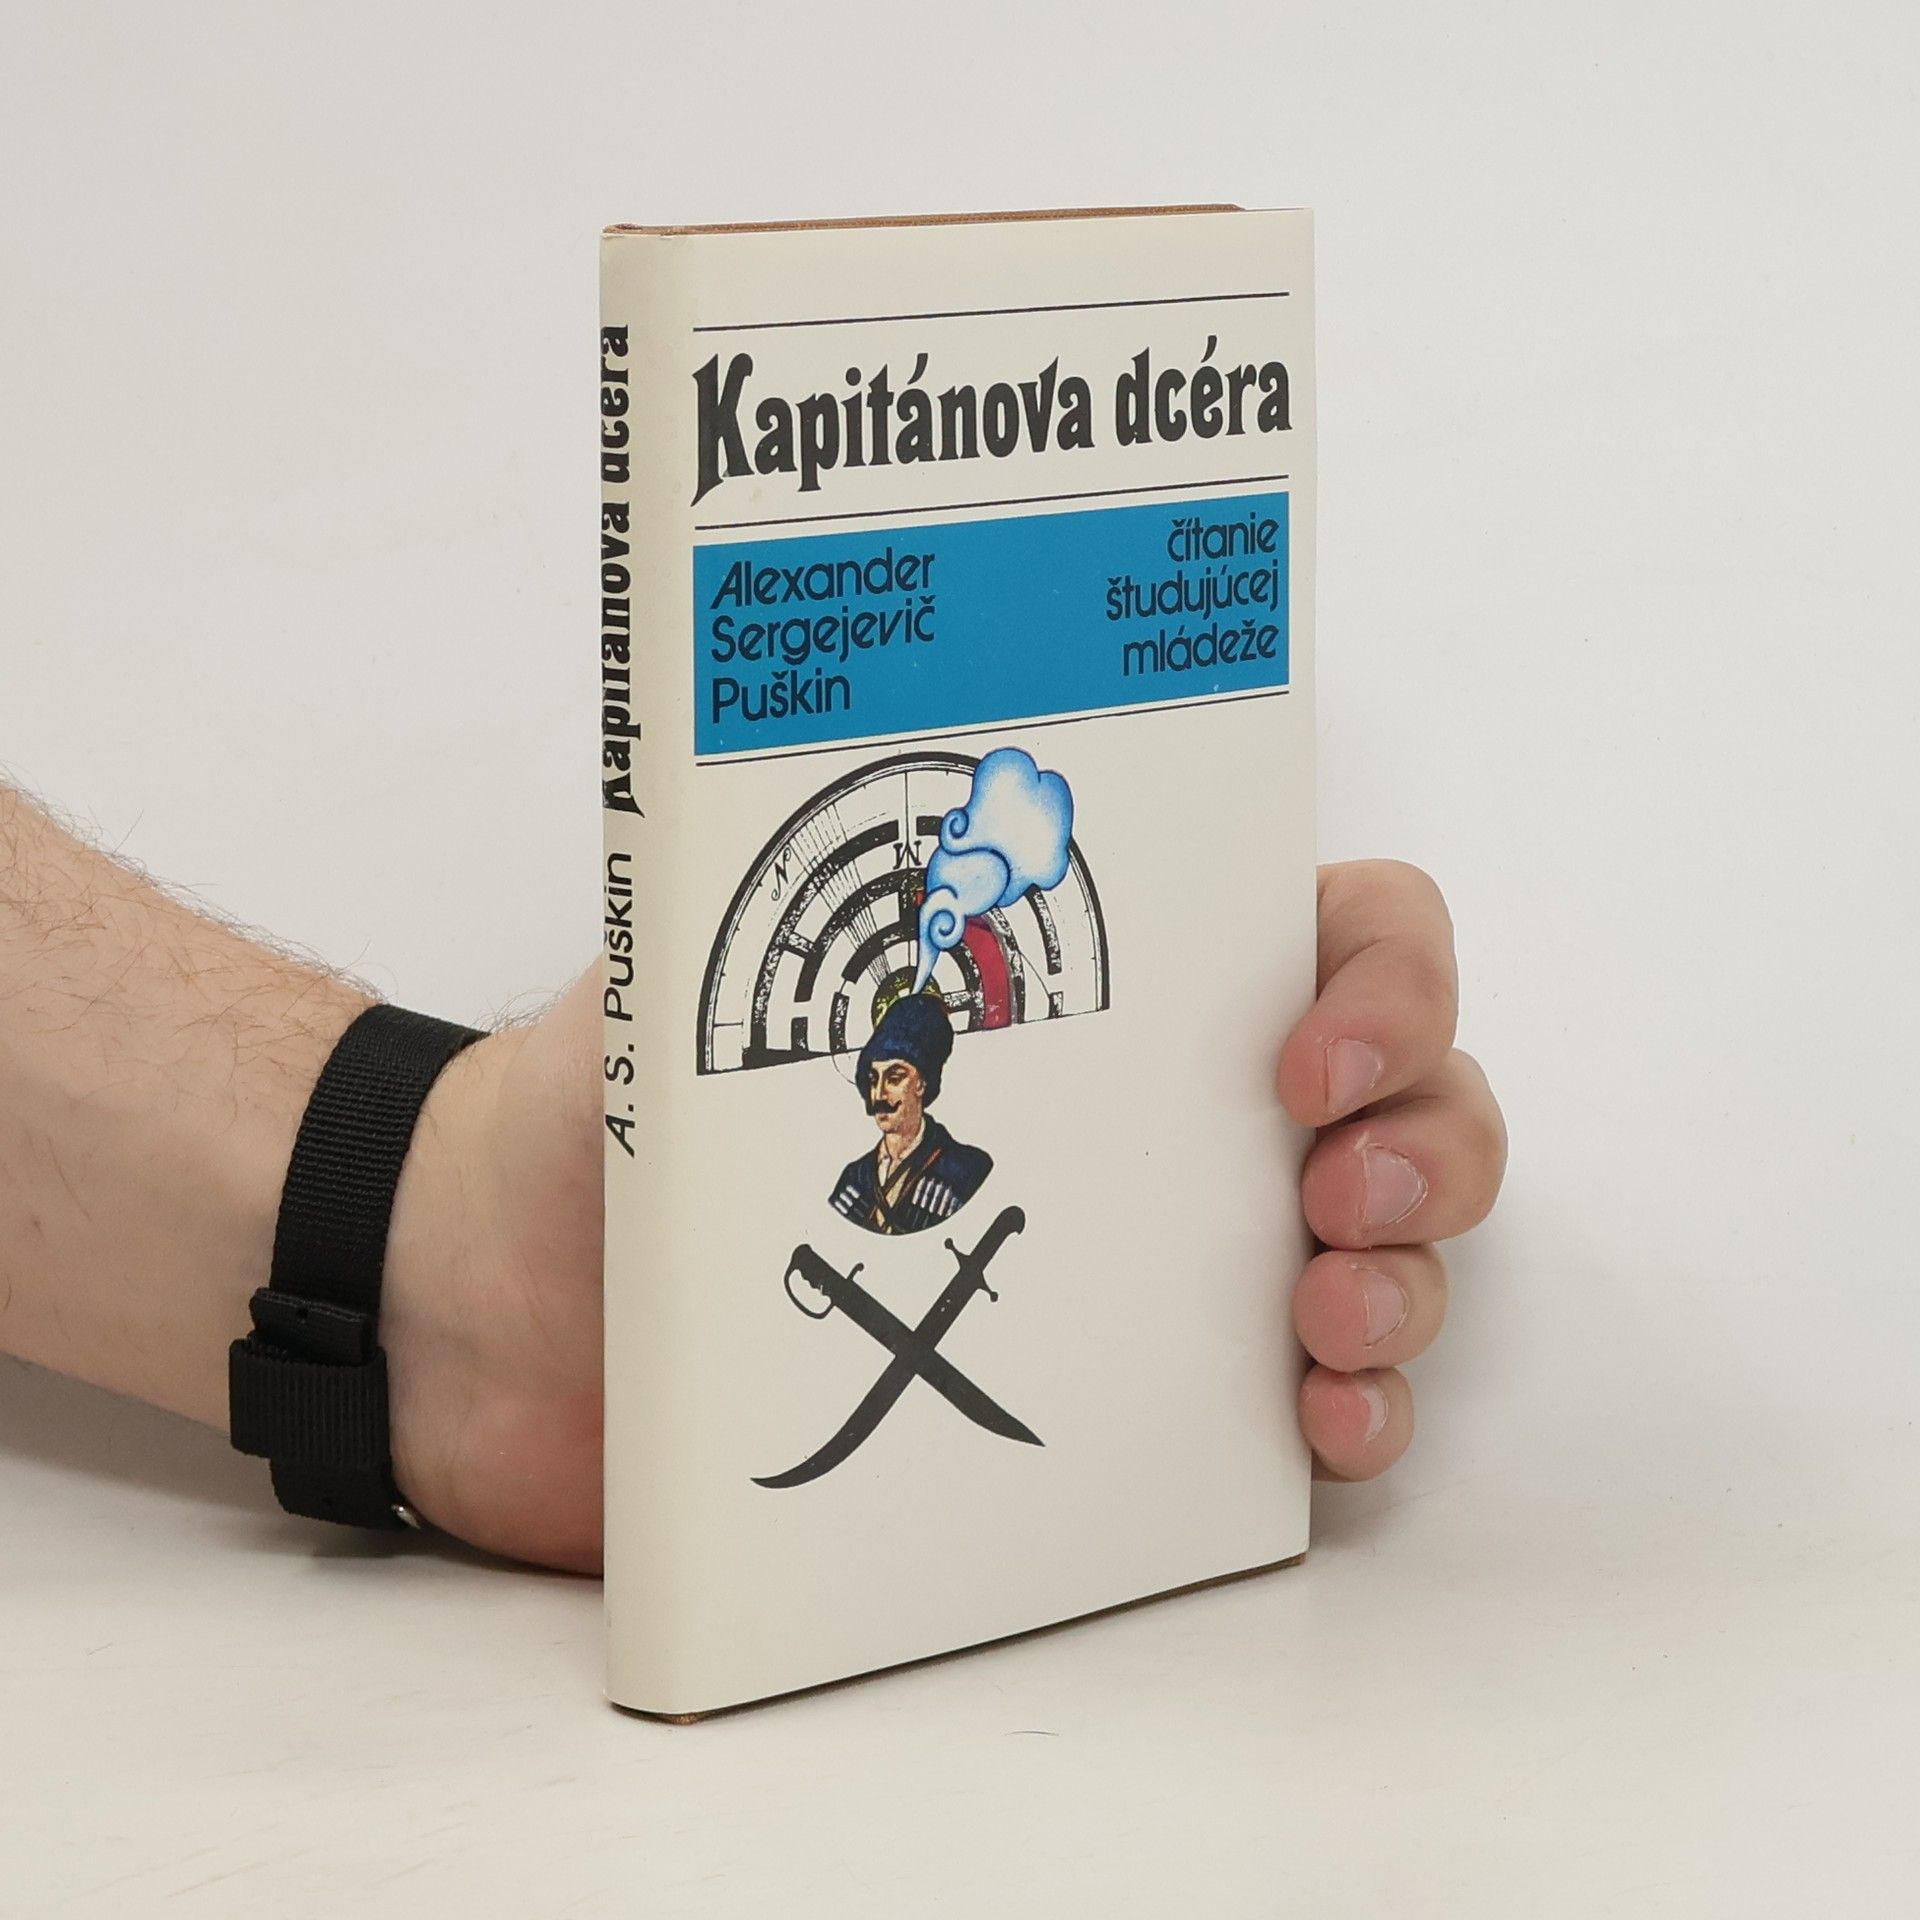 Kapitánova dcéra
Alexander
Sergejevič
Puškin
čítanie
študujúcej
mládeže
N
M
A. S. Puškin Kapitánova dcéra